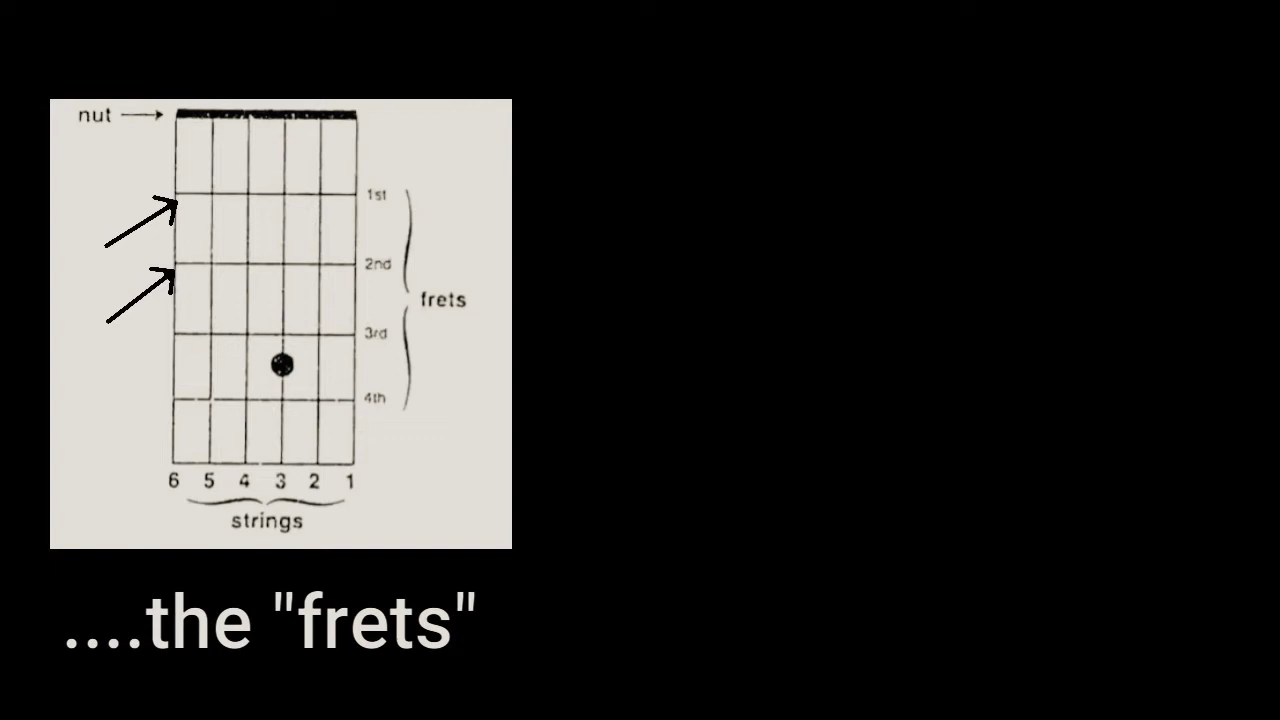 nut
1st
2nd
frets
3rd
4th
6 5 4 3 2 1
strings
...."the "frets"